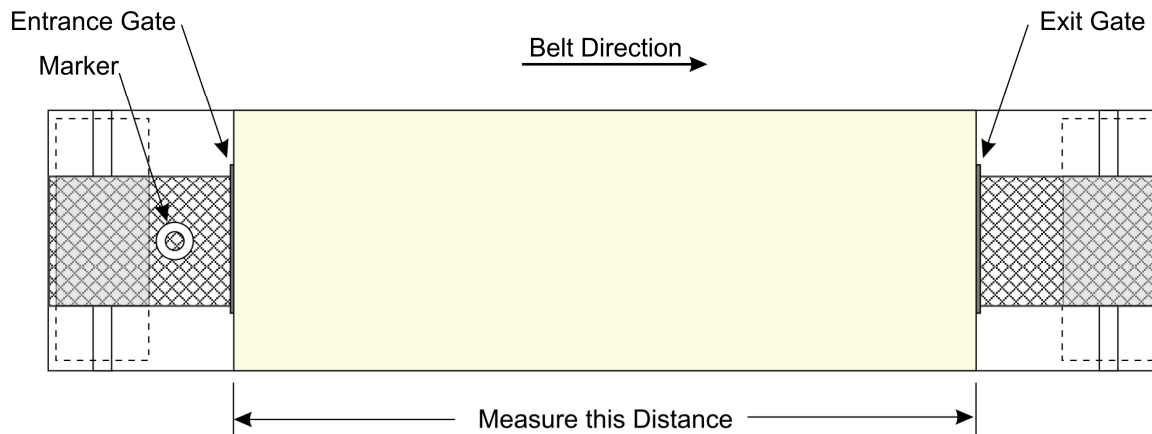 Entrance Gate
Exit Gate
Belt Direction
Marker
Measure this Distance